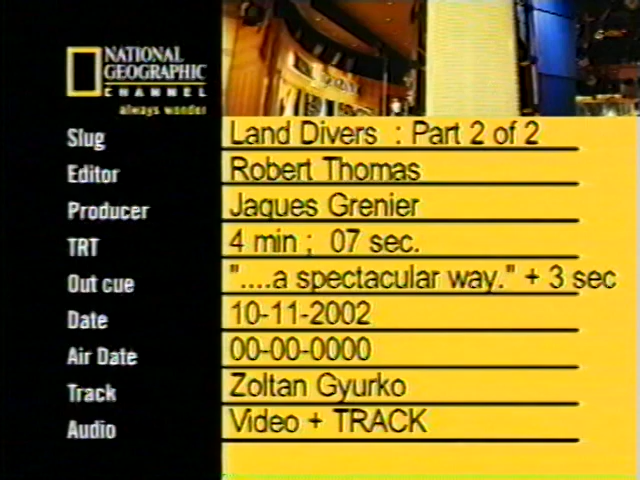 NATIONAL
GEOGRAPHIC
CHANNEL
always wonder
Slug Land Divers : Part 2 of 2
Editor Robert Thomas
Producer Jaques Grenier
TRT 4 min ; 07 sec.
Out cue "....a spectacular way." + 3 sec
Date 10-11-2002
Air Date 00-00-0000
Track Zoltan Gyurko
Audio Video + TRACK